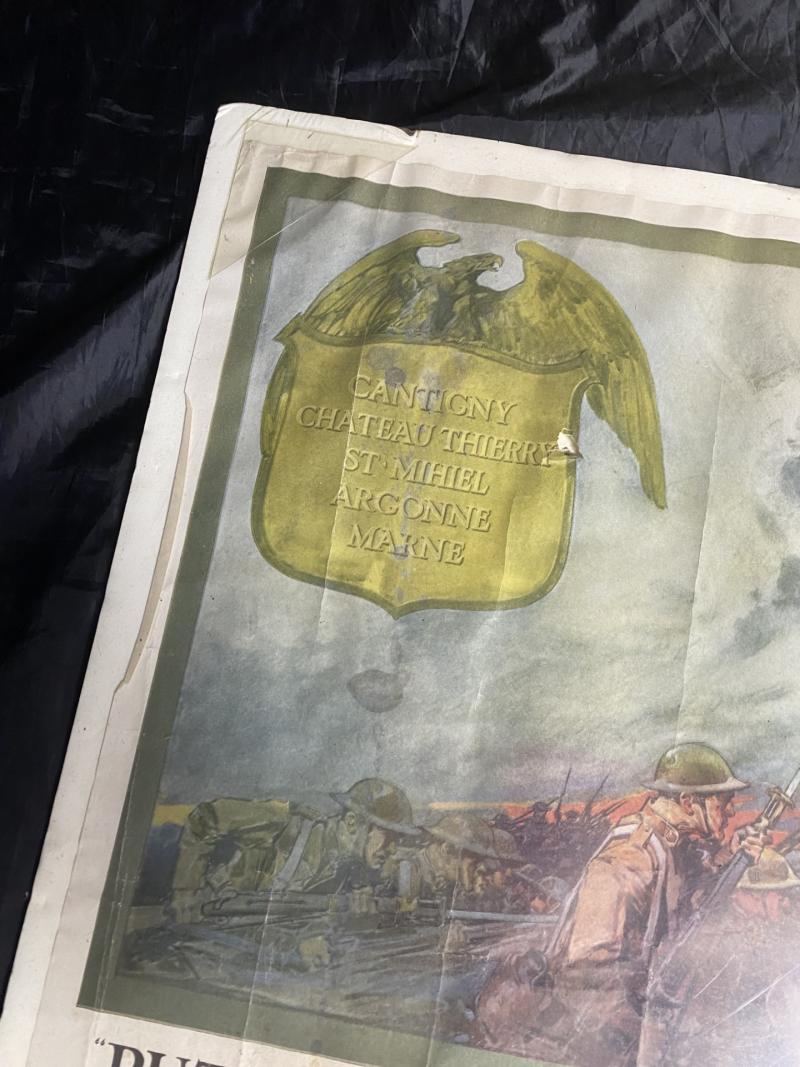 CANTIGNY
CHATEAU THIERRY
ST MIHIEL
ARGONNE
MARNE